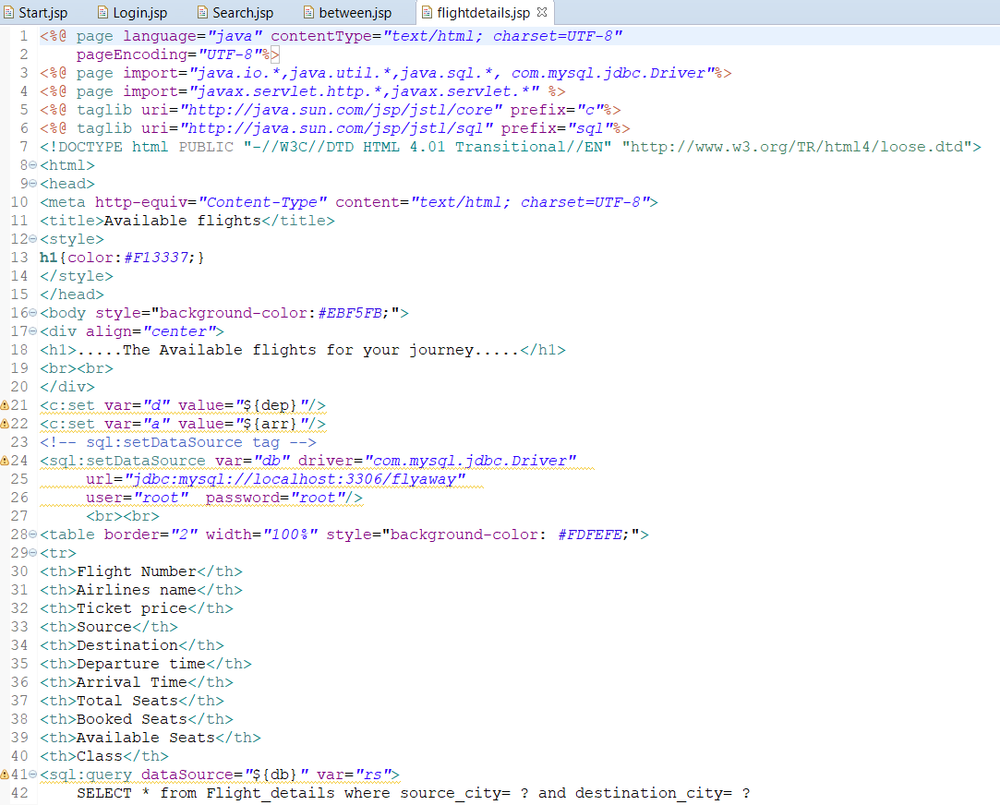 Start.jsp Login.jsp Search.jsp between.jsp flightdetails.jsp
1 <%@ page language="java" contentType="text/html; charset=UTF-8"
2     pageEncoding="UTF-8"%>
3 <%@ page import="java.io.*,java.util.*,java.sql.*, com.mysql.jdbc.Driver"%>
4 <%@ page import="javax.servlet.http.*,javax.servlet.*" %>
5 <%@ taglib uri="http://java.sun.com/jsp/jstl/core" prefix="c"%>
6 <%@ taglib uri="http://java.sun.com/jsp/jstl/sql" prefix="sql"%>
7 <!DOCTYPE html PUBLIC "-//W3C//DTD HTML 4.01 Transitional//EN" "http://www.w3.org/TR/html4/loose.dtd">
8 <html>
9 <head>
10 <meta http-equiv="Content-Type" content="text/html; charset=UTF-8">
11 <title>Available flights</title>
12 <style>
13 h1{color:#F13337;}
14 </style>
15 </head>
16 <body style="background-color:#EBF5FB;">
17 <div align="center">
18 <h1>.....The Available flights for your journey.....</h1>
19 <br><br>
20 </div>
21 <c:set var="d" value="${dep}"/>
22 <c:set var="a" value="${arr}"/>
23 <!-- sql:setDataSource tag -->
24 <sql:setDataSource var="db" driver="com.mysql.jdbc.Driver"
25      url="jdbc:mysql://localhost:3306/flyaway"
26      user="root"  password="root"/>
27      <br><br>
28 <table border="2" width="100%" style="background-color: #FDFEFE;">
29 <tr>
30 <th>Flight Number</th>
31 <th>Airlines name</th>
32 <th>Ticket price</th>
33 <th>Source</th>
34 <th>Destination</th>
35 <th>Departure time</th>
36 <th>Arrival Time</th>
37 <th>Total Seats</th>
38 <th>Booked Seats</th>
39 <th>Available Seats</th>
40 <th>Class</th>
41 <sql:query dataSource="${db}" var="rs">
42     SELECT * from Flight_details where source_city= ? and destination_city= ?